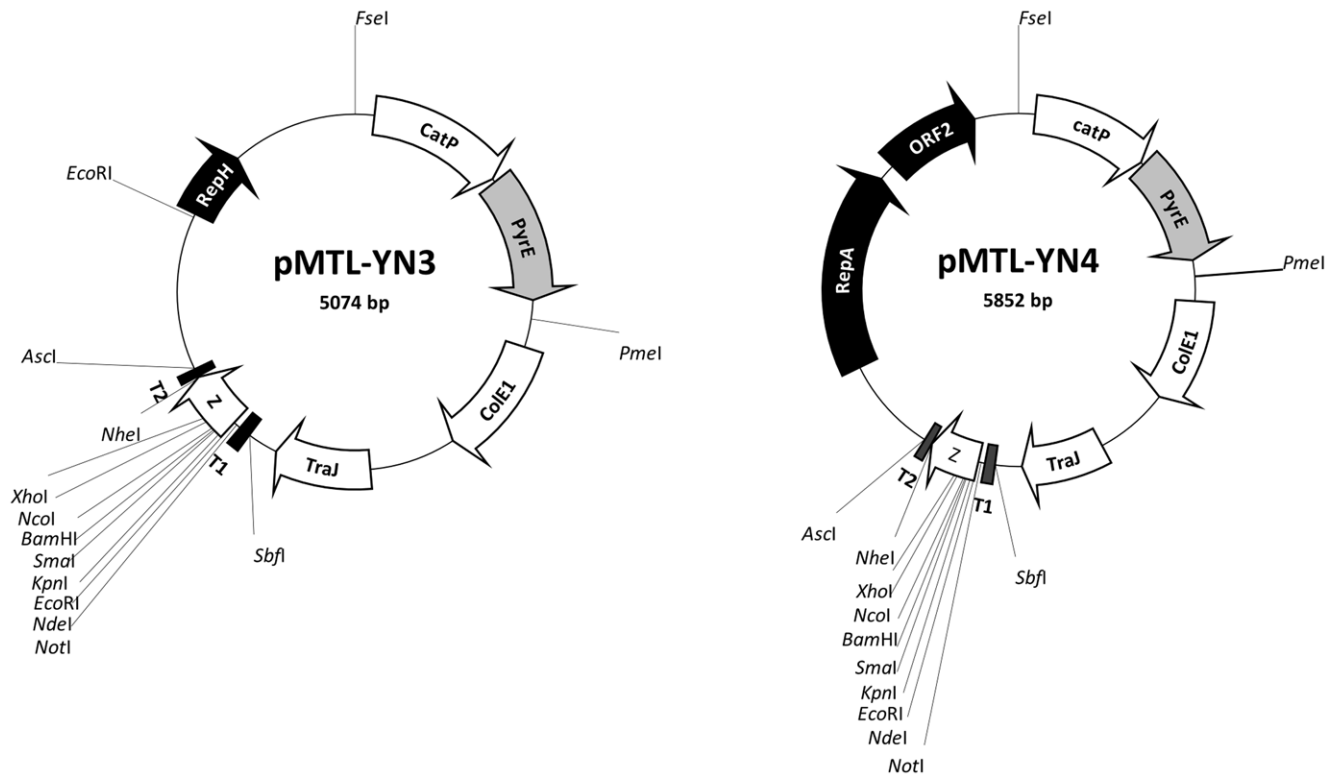 FseI
CatP
RepH
EcoRI
PyrE
pMTL-YN3
5074 bp
PmeI
AscI
T2
Z
ColE1
NheI
T1
TraJ
XhoI
NcoI
BamHI
SmaI
KpnI
EcoRI
NdeI
NotI
SbfI
FseI
ORF2
catP
PyrE
RepA
pMTL-YN4
5852 bp
PmeI
ColE1
TraJ
Z
T2
T1
AscI
NheI
SbfI
XhoI
NcoI
BamHI
SmaI
KpnI
EcoRI
NdeI
NotI